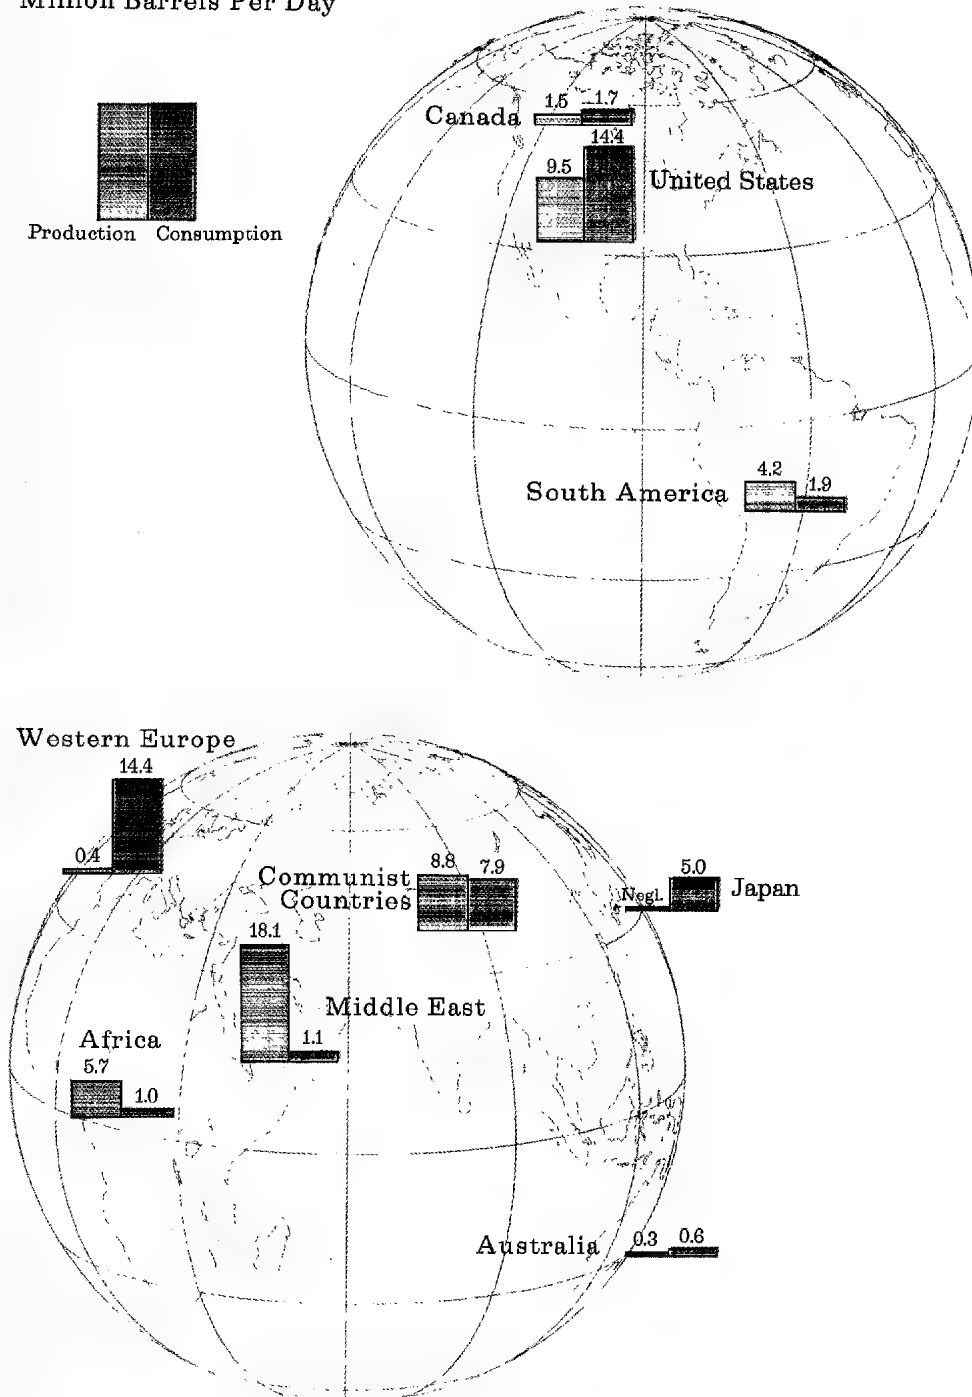 Million Barrels Per Day
Production Consumption
Canada 1.5 1.7
9.5 14.4 United States
South America 4.2 1.9
Western Europe
0.4 14.4
Communist
Countries
8.8 7.9
Negl. 5.0 Japan
18.1 1.1
Middle East
Africa
5.7 1.0
Australia 0.3 0.6